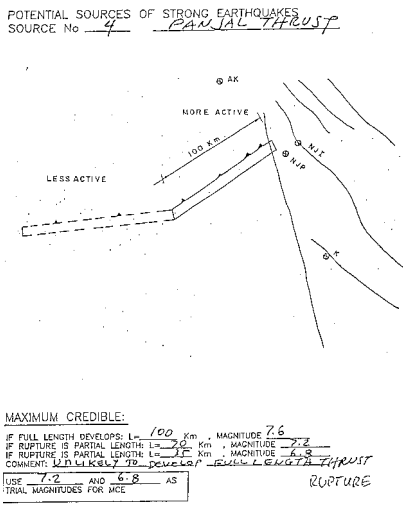 POTENTIAL SOURCES OF STRONG EARTHQUAKES
SOURCE No 4 PANJAL THRUST
AK
MORE ACTIVE
100 Km.
NJI
NJP
LESS ACTIVE
K
MAXIMUM CREDIBLE:
IF FULL LENGTH DEVELOPS: L= 100 Km , MAGNITUDE 7.6
IF RUPTURE IS PARTIAL LENGTH: L= 70 Km , MAGNITUDE 7.2
IF RUPTURE IS PARTIAL LENGTH: L= Km , MAGNITUDE 6.8
COMMENT: UNLIKELY TO DEVELOP FULL LENGTH THRUST
RUPTURE
USE 7.2 AND 6.8 AS
TRIAL MAGNITUDES FOR MCE